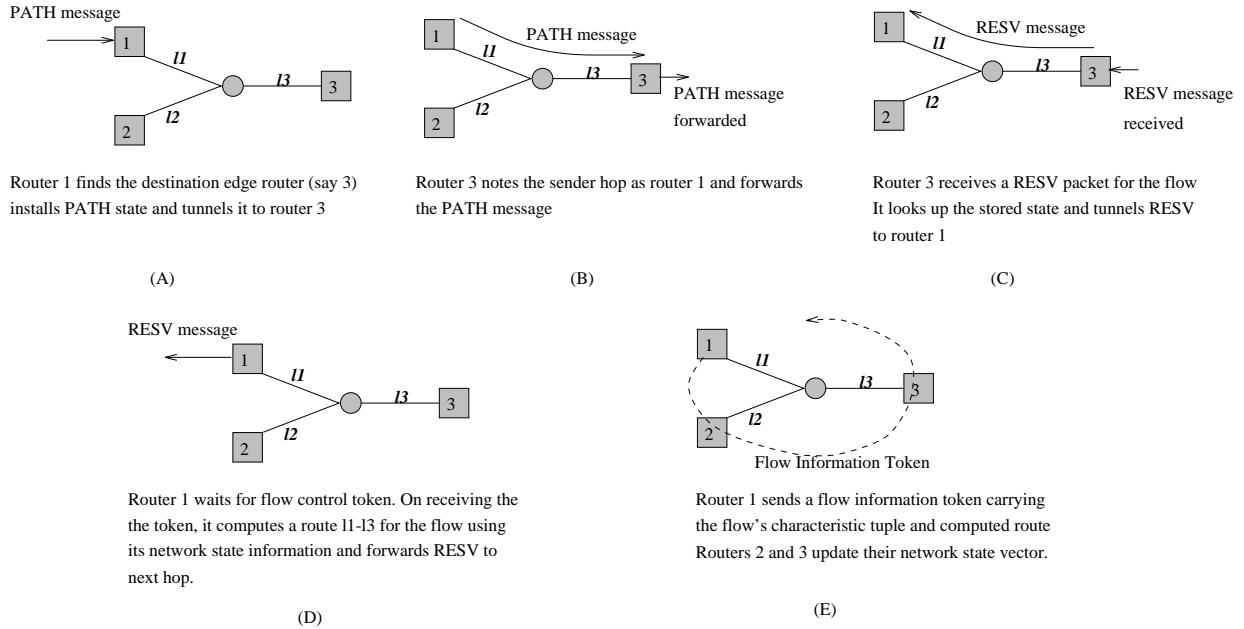 PATH message
1
l1
l3
3
l2
2
Router 1 finds the destination edge router (say 3)
installs PATH state and tunnels it to router 3
(A)
1
PATH message
l1
l3
3
l2
2
PATH message
forwarded
Router 3 notes the sender hop as router 1 and forwards
the PATH message
(B)
1
RESV message
l1
l3
3
l2
2
RESV message
received
Router 3 receives a RESV packet for the flow
It looks up the stored state and tunnels RESV
to router 1
(C)
RESV message
1
l1
l3
3
l2
2
Router 1 waits for flow control token. On receiving the
the token, it computes a route l1-l3 for the flow using
its network state information and forwards RESV to
next hop.
(D)
1
l1
l3
3
l2
2
Flow Information Token
Router 1 sends a flow information token carrying
the flow's characteristic tuple and computed route
Routers 2 and 3 update their network state vector.
(E)